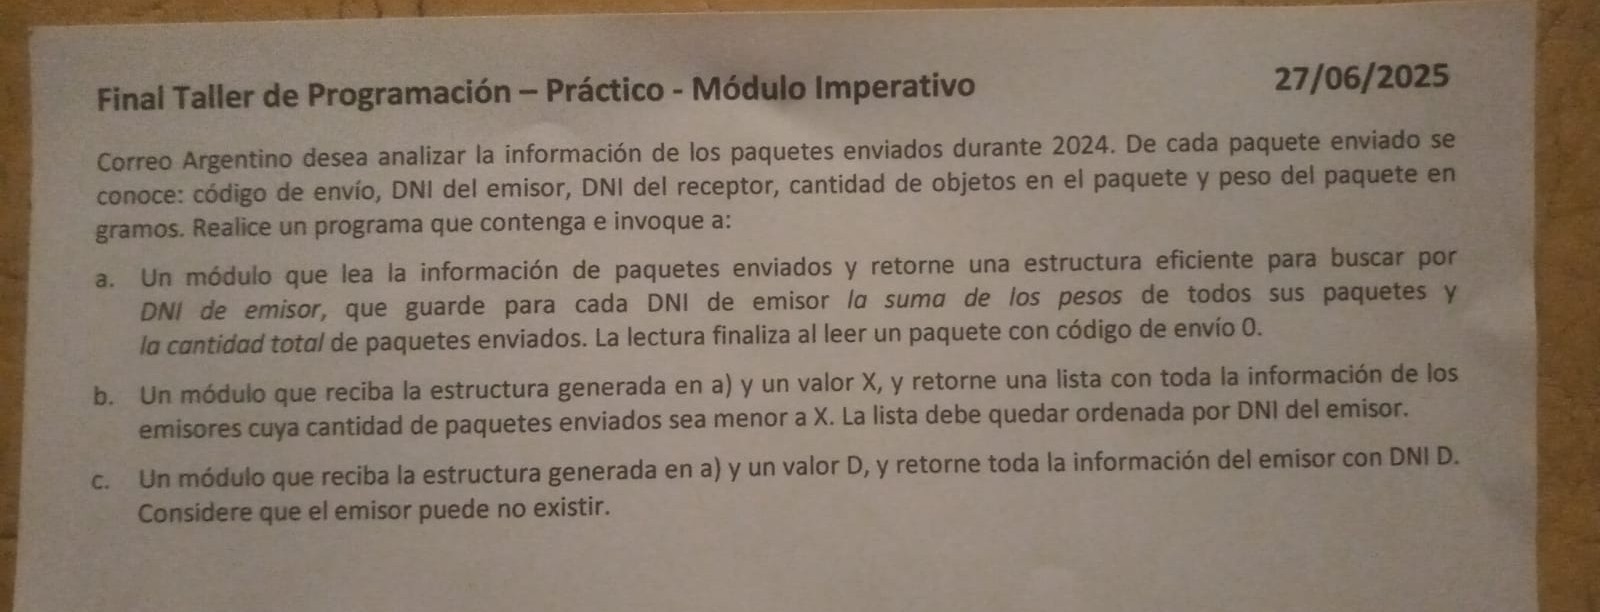 Final Taller de Programación – Práctico - Módulo Imperativo 27/06/2025
Correo Argentino desea analizar la información de los paquetes enviados durante 2024. De cada paquete enviado se
conoce: código de envío, DNI del emisor, DNI del receptor, cantidad de objetos en el paquete y peso del paquete en
gramos. Realice un programa que contenga e invoque a:
a. Un módulo que lea la información de paquetes enviados y retorne una estructura eficiente para buscar por
DNI de emisor, que guarde para cada DNI de emisor la suma de los pesos de todos sus paquetes y
la cantidad total de paquetes enviados. La lectura finaliza al leer un paquete con código de envío 0.
b. Un módulo que reciba la estructura generada en a) y un valor X, y retorne una lista con toda la información de los
emisores cuya cantidad de paquetes enviados sea menor a X. La lista debe quedar ordenada por DNI del emisor.
c. Un módulo que reciba la estructura generada en a) y un valor D, y retorne toda la información del emisor con DNI D.
Considere que el emisor puede no existir.